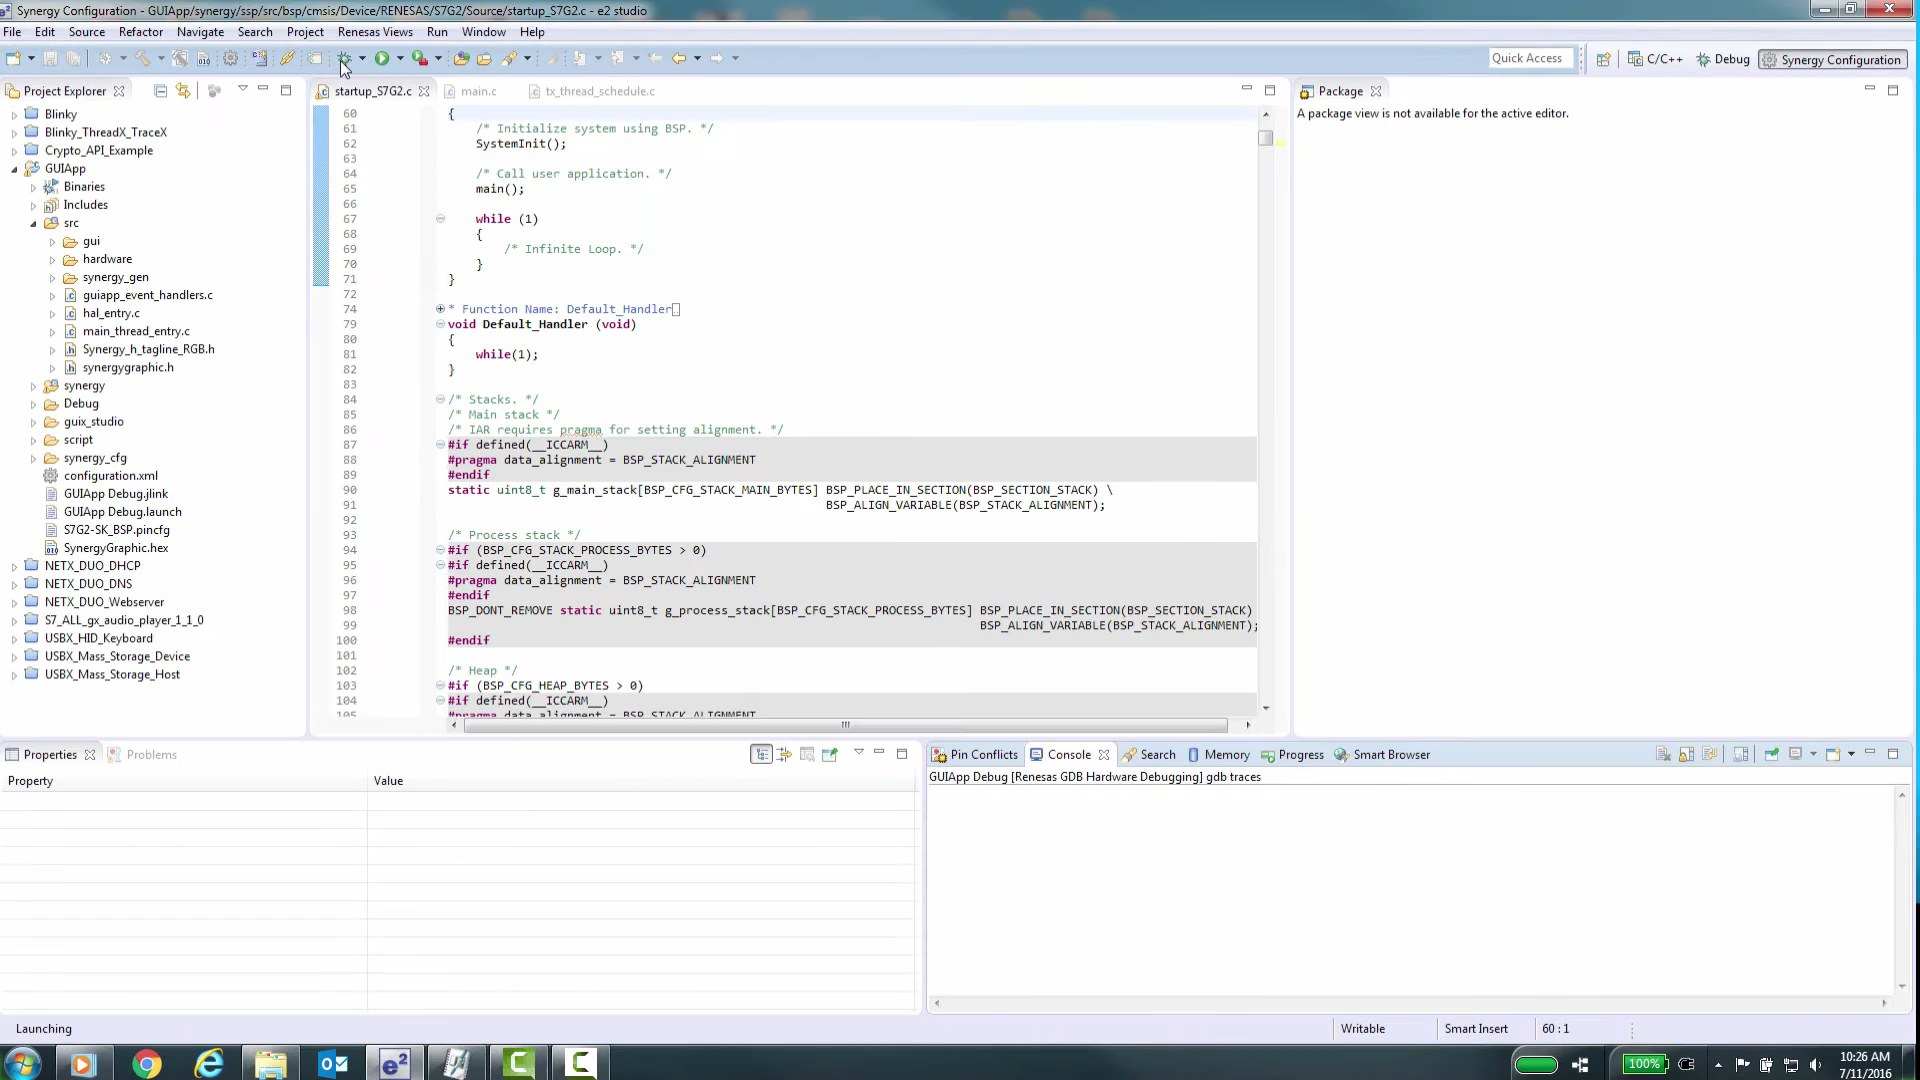 Synergy Configuration - GUIApp/synergy/ssp/src/bsp/cmsis/Device/RENESAS/S7G2/Source/startup_S7G2.c - e2 studio
File Edit Source Refactor Navigate Search Project Renesas Views Run Window Help
Quick Access C/C++ Debug Synergy Configuration
Project Explorer
Blinky
Blinky_ThreadX_TraceX
Crypto_API_Example
GUIApp
Binaries
Includes
src
gui
hardware
synergy_gen
guiapp_event_handlers.c
hal_entry.c
main_thread_entry.c
Synergy_h_tagline_RGB.h
synergygraphic.h
synergy
Debug
guix_studio
script
synergy_cfg
configuration.xml
GUIApp Debug.jlink
GUIApp Debug.launch
S7G2-SK_BSP.pincfg
SynergyGraphic.hex
NETX_DUO_DHCP
NETX_DUO_DNS
NETX_DUO_Webserver
S7_ALL_gx_audio_player_1_1_0
USBX_HID_Keyboard
USBX_Mass_Storage_Device
USBX_Mass_Storage_Host
startup_S7G2.c main.c tx_thread_schedule.c
60 {
61 /* Initialize system using BSP. */
62 SystemInit();
63
64 /* Call user application. */
65 main();
66
67 while (1)
68 {
69 /* Infinite Loop. */
70 }
71 }
72
74 * Function Name: Default_Handler
79 void Default_Handler (void)
80 {
81 while(1);
82 }
83
84 /* Stacks. */
85 /* Main stack */
86 /* IAR requires pragma for setting alignment. */
87 #if defined(__ICCARM__)
88 #pragma data_alignment = BSP_STACK_ALIGNMENT
89 #endif
90 static uint8_t g_main_stack[BSP_CFG_STACK_MAIN_BYTES] BSP_PLACE_IN_SECTION(BSP_SECTION_STACK) \
91 BSP_ALIGN_VARIABLE(BSP_STACK_ALIGNMENT);
92
93 /* Process stack */
94 #if (BSP_CFG_STACK_PROCESS_BYTES > 0)
95 #if defined(__ICCARM__)
96 #pragma data_alignment = BSP_STACK_ALIGNMENT
97 #endif
98 BSP_DONT_REMOVE static uint8_t g_process_stack[BSP_CFG_STACK_PROCESS_BYTES] BSP_PLACE_IN_SECTION(BSP_SECTION_STACK)
99 BSP_ALIGN_VARIABLE(BSP_STACK_ALIGNMENT);
100 #endif
101
102 /* Heap */
103 #if (BSP_CFG_HEAP_BYTES > 0)
104 #if defined(__ICCARM__)
105 #pragma data_alignment = BSP_STACK_ALIGNMENT
Package
A package view is not available for the active editor.
Properties Problems
Property Value
Pin Conflicts Console Search Memory Progress Smart Browser
GUIApp Debug [Renesas GDB Hardware Debugging] gdb traces
Launching Writable Smart Insert 60 : 1
e2
100%
10:26 AM
7/11/2016